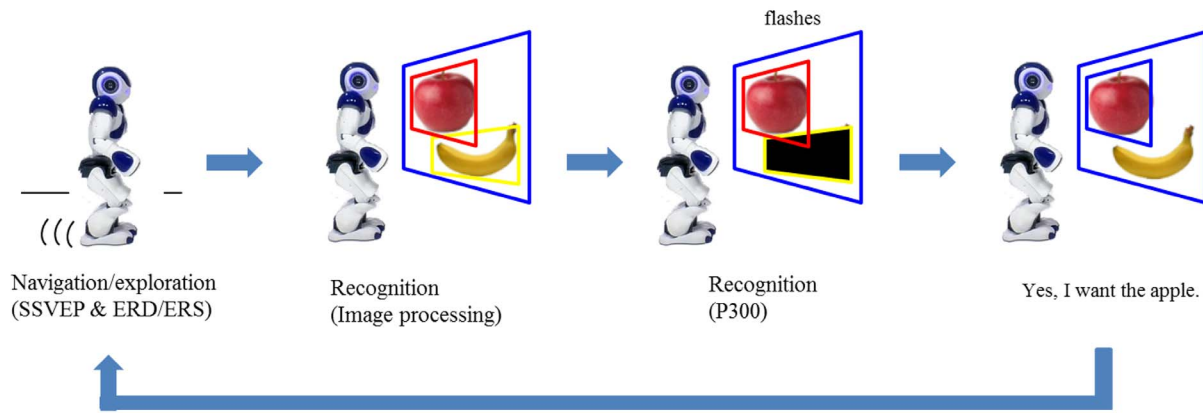 flashes
Navigation/exploration
(SSVEP & ERD/ERS)
Recognition
(Image processing)
Recognition
(P300)
Yes, I want the apple.